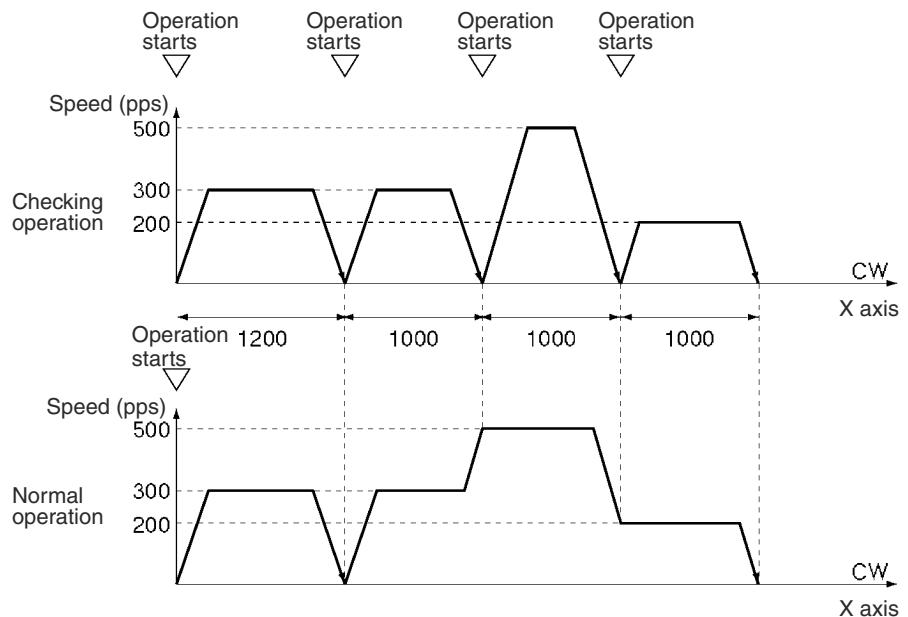 Operation
starts
Operation
starts
Operation
starts
Operation
starts
Speed (pps)
500
300
200
Checking
operation
CW
X axis
1200
1000
1000
1000
Operation
starts
Speed (pps)
500
300
200
Normal
operation
CW
X axis